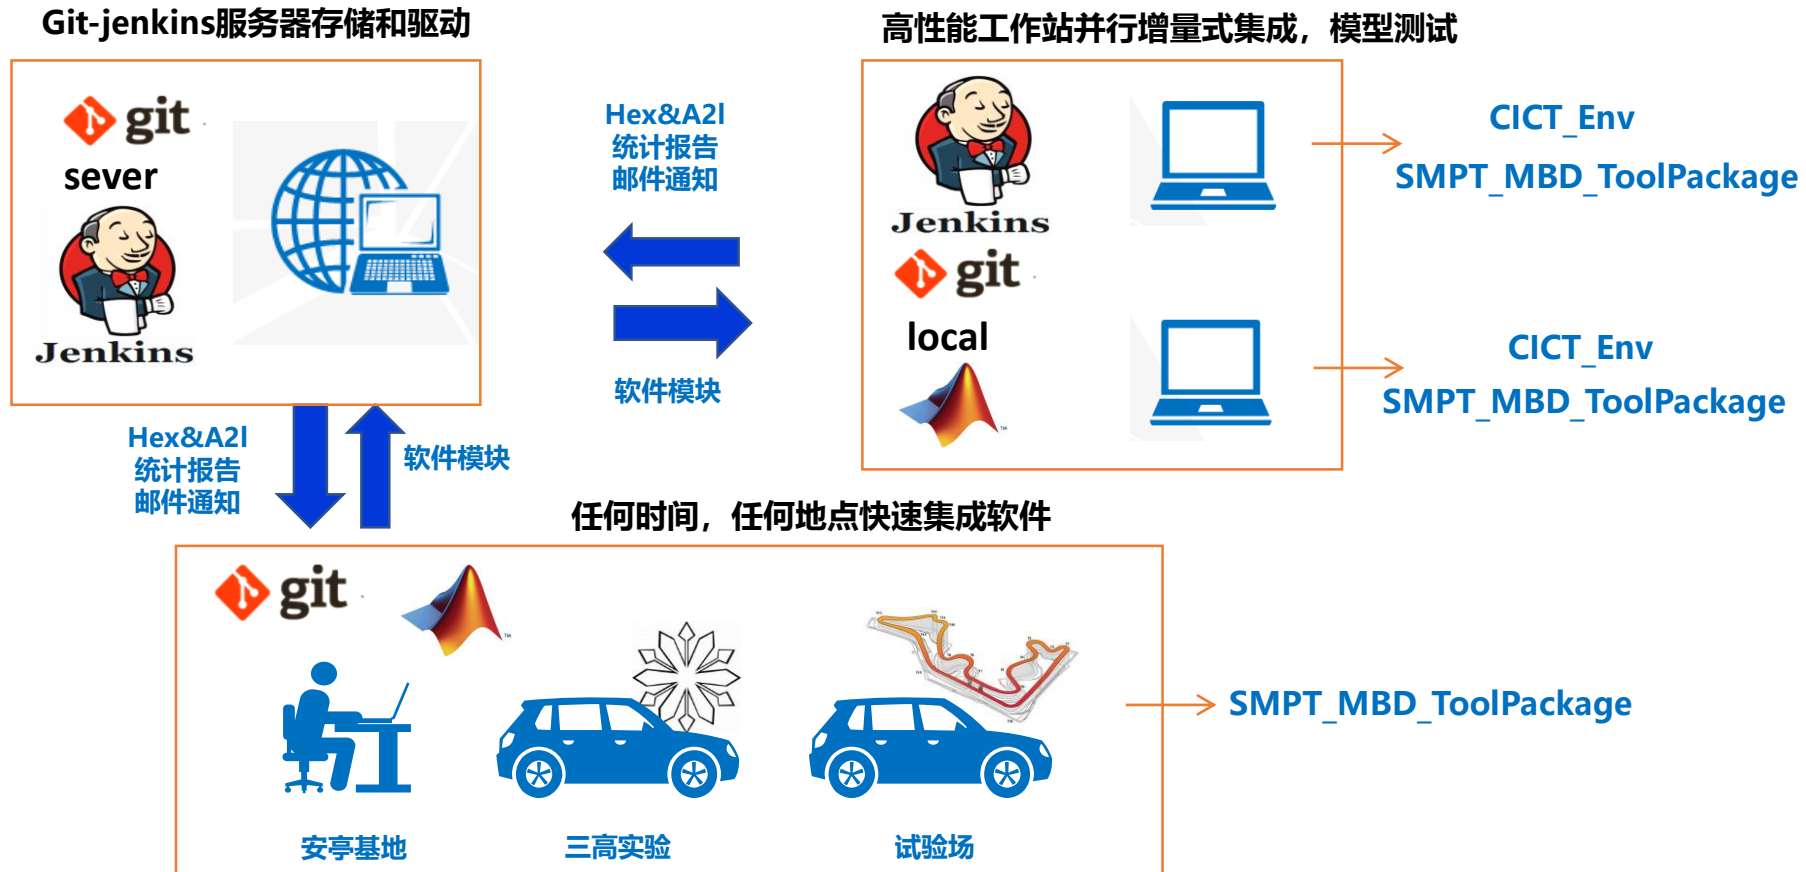 Git-jenkins服务器存储和驱动
git
sever
Jenkins
Hex&A2l
统计报告
邮件通知
软件模块
高性能工作站并行增量式集成，模型测试
Jenkins
git
local
CICT_Env
SMPT_MBD_ToolPackage
CICT_Env
SMPT_MBD_ToolPackage
Hex&A2l
统计报告
邮件通知
软件模块
任何时间，任何地点快速集成软件
git
SMPT_MBD_ToolPackage
安亭基地
三高实验
试验场